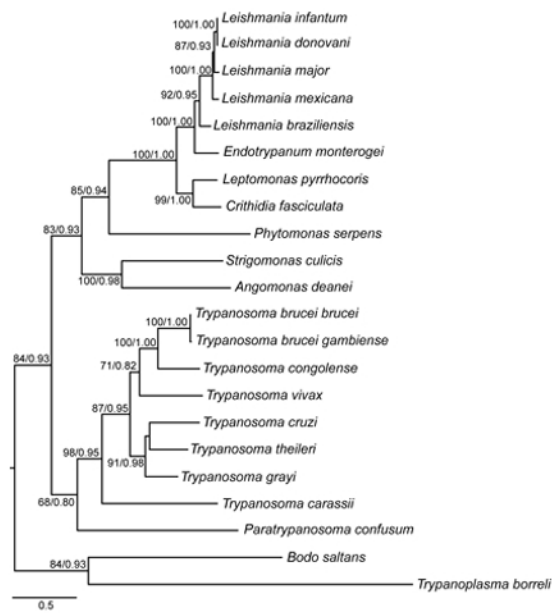 100/1.00 Leishmania infantum
87/0.93 Leishmania donovani
100/1.00 Leishmania major
92/0.95 Leishmania mexicana
100/1.00 Leishmania braziliensis
Endotrypanum monterogei
85/0.94 Leptomonas pyrrhocoris
99/1.00 Crithidia fasciculata
83/0.93 Phytomonas serpens
Strigomonas culicis
100/0.98 Angomonas deanei
100/1.00 Trypanosoma brucei brucei
100/1.00 Trypanosoma brucei gambiense
84/0.93 71/0.82 Trypanosoma congolense
87/0.95 Trypanosoma vivax
Trypanosoma cruzi
98/0.95 91/0.98 Trypanosoma theileri
Trypanosoma grayi
68/0.80 Trypanosoma carassii
Paratrypanosoma confusum
84/0.93 Bodo saltans
Trypanoplasma borreli
0.5